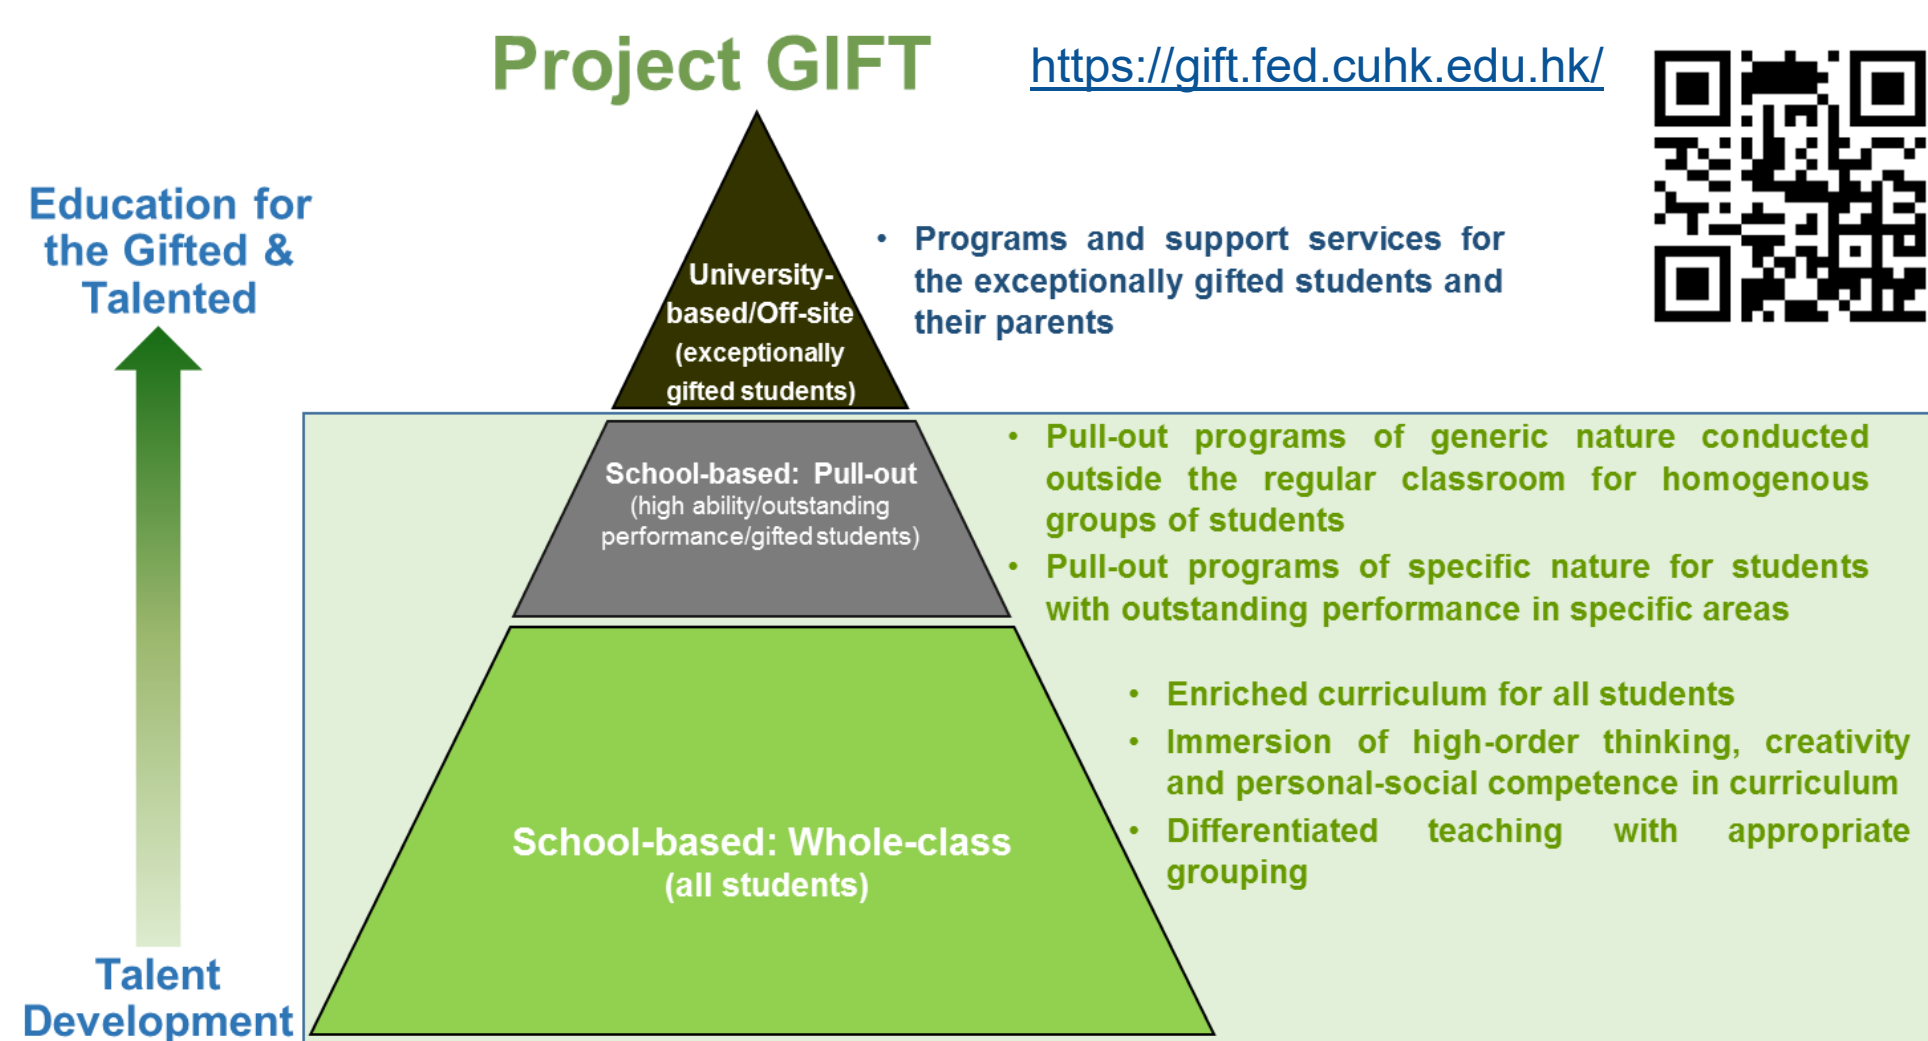 Project GIFT
https://gift.fed.cuhk.edu.hk/
Education for
the Gifted &
Talented
University-
based/Off-site
(exceptionally
gifted students)
• Programs and support services for
the exceptionally gifted students and
their parents
School-based: Pull-out
(high ability/outstanding
performance/gifted students)
• Pull-out programs of generic nature conducted
outside the regular classroom for homogenous
groups of students
• Pull-out programs of specific nature for students
with outstanding performance in specific areas
School-based: Whole-class
(all students)
• Enriched curriculum for all students
• Immersion of high-order thinking, creativity
and personal-social competence in curriculum
• Differentiated teaching with appropriate
grouping
Talent
Development